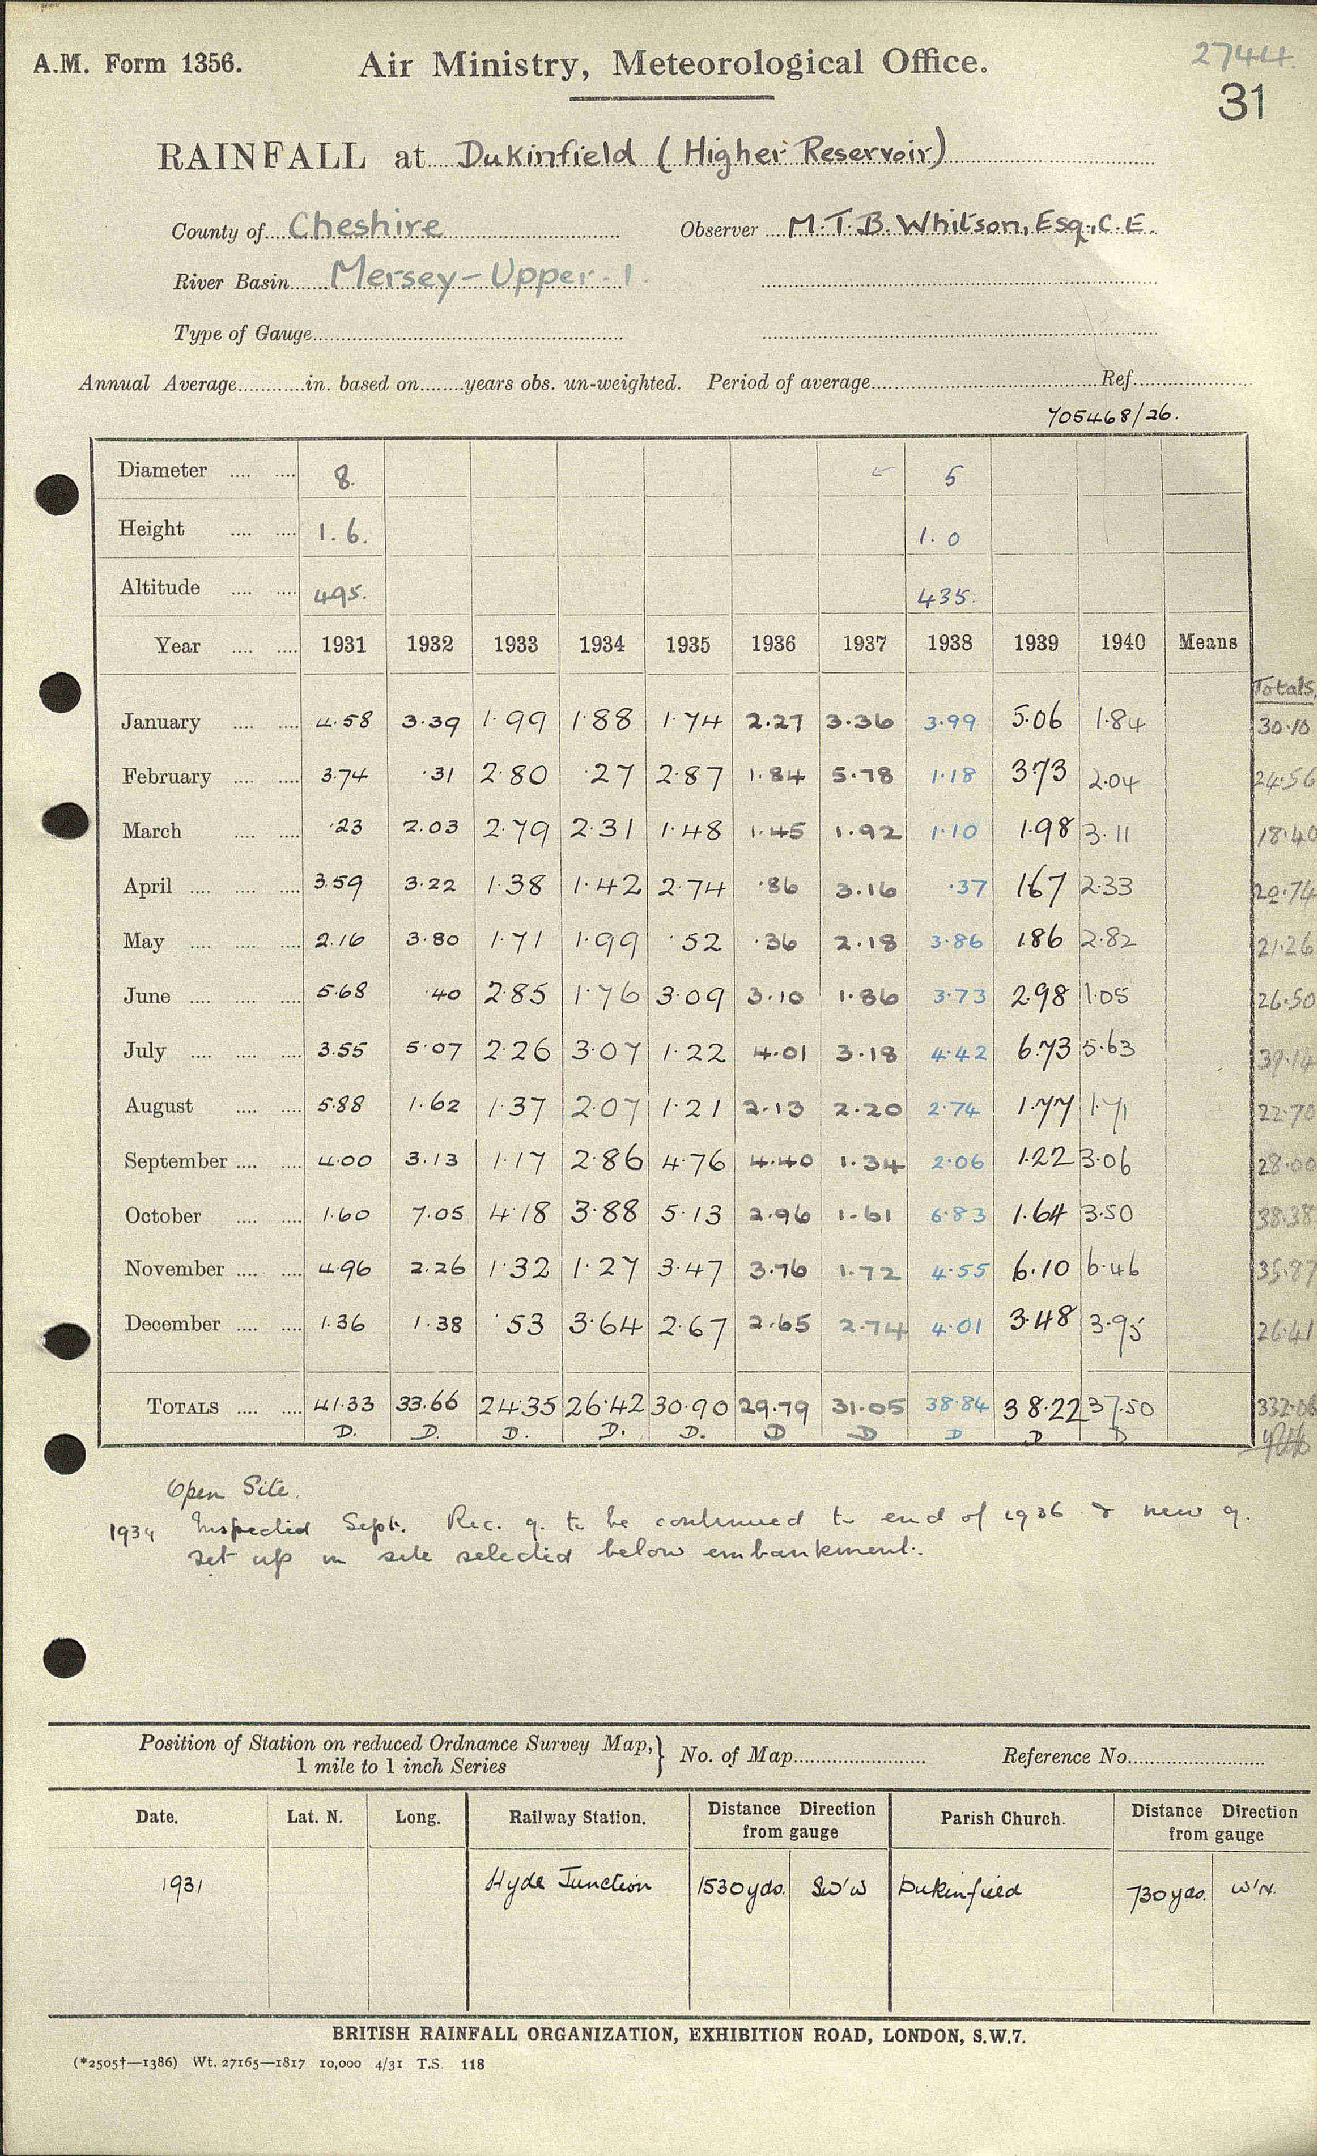 A.M. Form 1356. Air Ministry, Meteorological Office. 2744.
31
RAINFALL at Dukinfield (Higher Reservoir)
County of Cheshire Observer M.T.B. Whitson, Esq., C.E.
River Basin Mersey-Upper-1.
Type of Gauge
Annual Average in. based on years obs. un-weighted. Period of average Ref.
705468/26.
Diameter 8. 5
Height 1. 6. 1. 0
Altitude 495. 435.
Year 1931 1932 1933 1934 1935 1936 1937 1938 1939 1940 Means
Totals
January 4.58 3.39 1.99 1.88 1.74 2.27 3.36 3.99 5.06 1.84 30.10
February 3.74 .31 2.80 .27 2.87 1.84 5.78 1.18 3.73 2.04 24.56
March .23 2.03 2.79 2.31 1.48 1.45 1.92 1.10 1.98 3.11 18.40
April 3.59 3.22 1.38 1.42 2.74 .86 3.16 .37 1.67 2.33 20.74
May 2.16 3.80 1.71 1.99 .52 .36 2.18 3.86 1.86 2.82 21.26
June 5.68 .40 2.85 1.76 3.09 3.10 1.86 3.73 2.98 1.05 26.50
July 3.55 5.07 2.26 3.07 1.22 4.01 3.18 4.42 6.73 5.63 39.14
August 5.88 1.62 1.37 2.07 1.21 2.13 2.20 2.74 1.77 1.71 22.70
September 4.00 3.13 1.17 2.86 4.76 4.40 1.34 2.06 1.22 3.06 28.00
October 1.60 7.05 4.18 3.88 5.13 2.96 1.61 6.83 1.64 3.50 38.38
November 4.96 2.26 1.32 1.27 3.47 3.76 1.72 4.55 6.10 6.46 35.87
December 1.36 1.38 .53 3.64 2.67 2.65 2.74 4.01 3.48 3.95 26.41
TOTALS 41.33 33.66 24.35 26.42 30.90 29.79 31.05 38.84 38.22 37.50 332.06
D. D. D. D. D. D D D D D
Open Site.
1934 Inspected Sept. Rec. g. to be continued to end of 1936 & new g.
set up in site selected below embankment.
Position of Station on reduced Ordnance Survey Map, 1 mile to 1 inch Series } No. of Map Reference No.
Date. Lat. N. Long. Railway Station. Distance Direction from gauge Parish Church. Distance Direction from gauge
1931 Hyde Junction 1530 yds. SW'W Dukinfield 730 yds. W'N.
BRITISH RAINFALL ORGANIZATION, EXHIBITION ROAD, LONDON, S.W.7.
(*2505†—1386) Wt. 27165—1817 10,000 4/31 T.S. 118